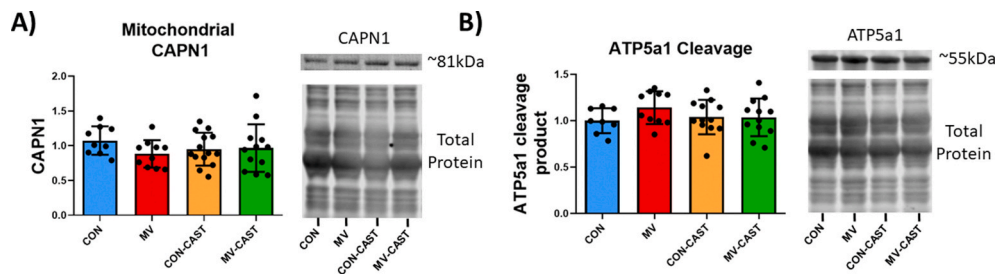 A)
Mitochondrial
CAPN1
CAPN1
2.0
1.5
1.0
0.5
0.0
CON
MV
CON-CAST
MV-CAST
CAPN1
~81kDa
Total
Protein
CON
MV
CON-CAST
MV-CAST
B)
ATP5a1 Cleavage
ATP5a1 cleavage
product
1.5
1.0
0.5
0.0
CON
MV
CON-CAST
MV-CAST
ATP5a1
~55kDa
Total
Protein
CON
MV
CON-CAST
MV-CAST